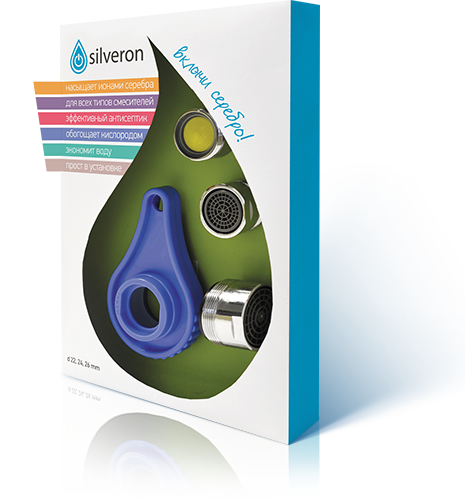 silveron
включи серебро!
насыщает ионами серебра
для всех типов смесителей
эффективный антисептик
обогощает кислородом
экономит воду
прост в установке
d 22, 24, 26 mm